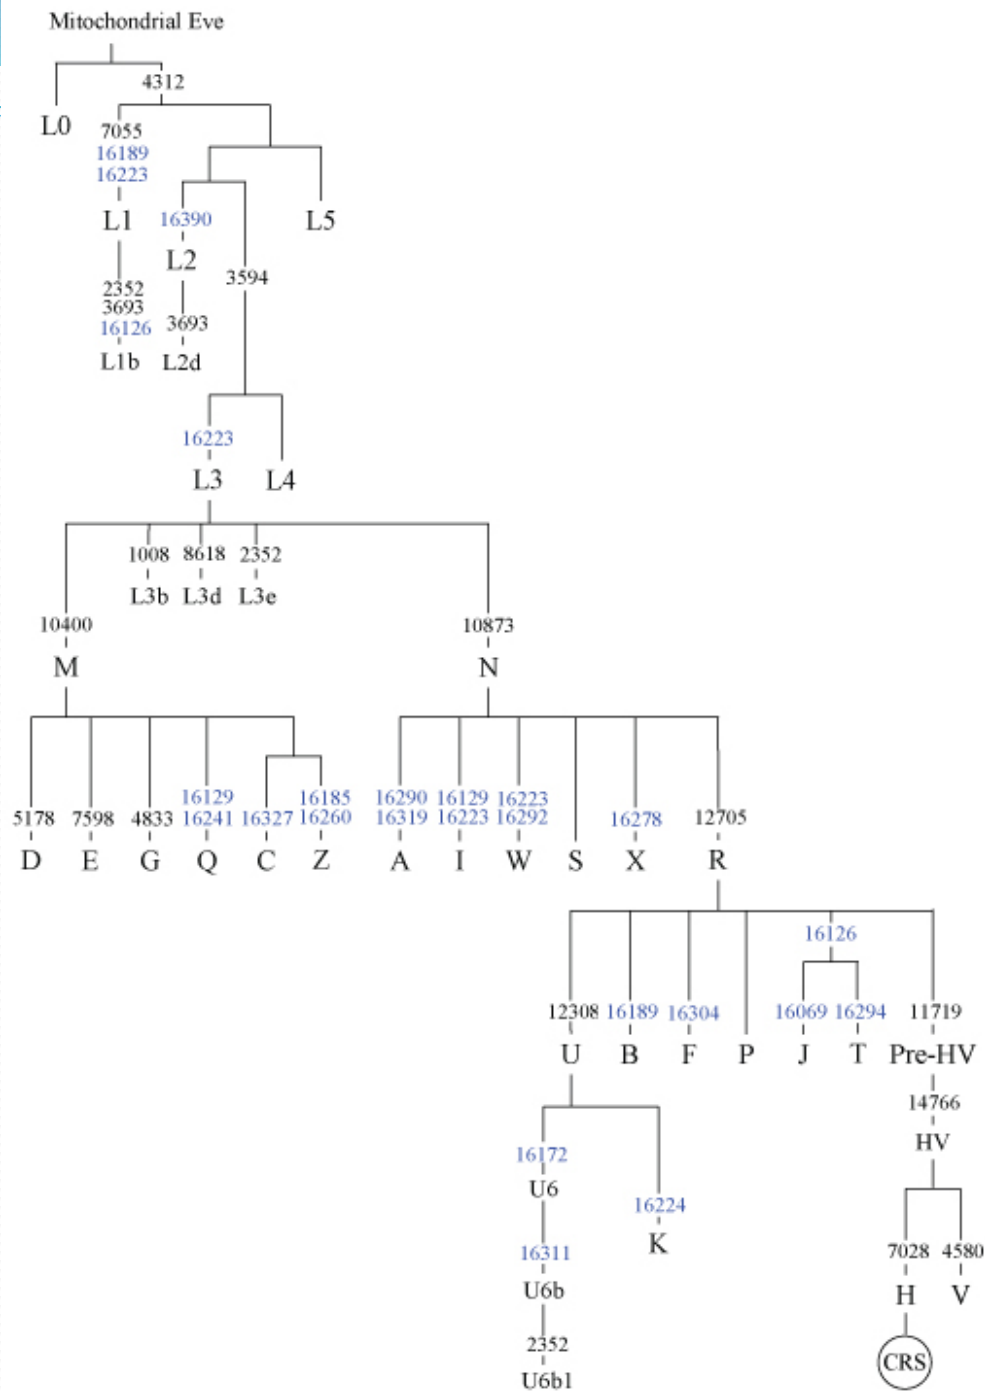 Mitochondrial Eve
4312
L0
7055
16189
16223
L1
16390
L5
L2
3594
2352
3693
16126
3693
L1b
L2d
16223
L3
L4
1008
8618
2352
L3b
L3d
L3e
10400
10873
M
N
16129
16185
16290
16129
16223
5178
7598
4833
16241
16327
16260
16319
16223
16292
16278
12705
D
E
G
Q
C
Z
A
I
W
S
X
R
16126
12308
16189
16304
16069
16294
11719
U
B
F
P
J
T
Pre-HV
14766
HV
16172
U6
16224
K
16311
7028
4580
U6b
H
V
2352
CRS
U6b1